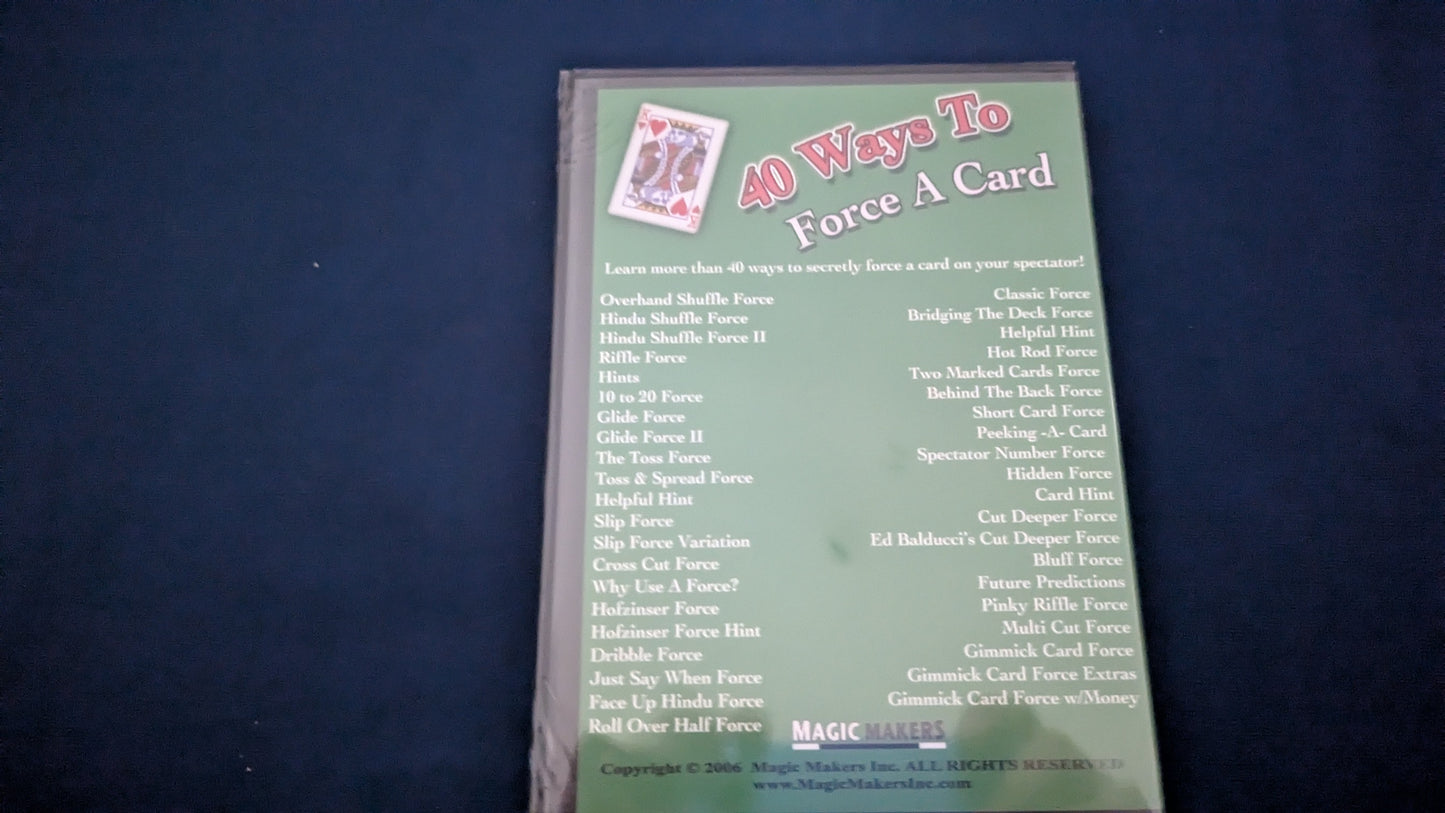 40 Ways To
Force A Card
Learn more than 40 ways to secretly force a card on your spectator!
Overhand Shuffle Force
Hindu Shuffle Force
Hindu Shuffle Force II
Riffle Force
Hints
10 to 20 Force
Glide Force
Glide Force II
The Toss Force
Toss & Spread Force
Helpful Hint
Slip Force
Slip Force Variation
Cross Cut Force
Why Use A Force?
Hofzinser Force
Hofzinser Force Hint
Dribble Force
Just Say When Force
Face Up Hindu Force
Roll Over Half Force
Classic Force
Bridging The Deck Force
Helpful Hint
Hot Rod Force
Two Marked Cards Force
Behind The Back Force
Short Card Force
Peeking -A- Card
Spectator Number Force
Hidden Force
Card Hint
Cut Deeper Force
Ed Balducci's Cut Deeper Force
Bluff Force
Future Predictions
Pinky Riffle Force
Multi Cut Force
Gimmick Card Force
Gimmick Card Force Extras
Gimmick Card Force w/Money
MAGIC MAKERS
Copyright © 2006 Magic Makers Inc. ALL RIGHTS RESERVED
www.MagicMakersInc.com
K
K